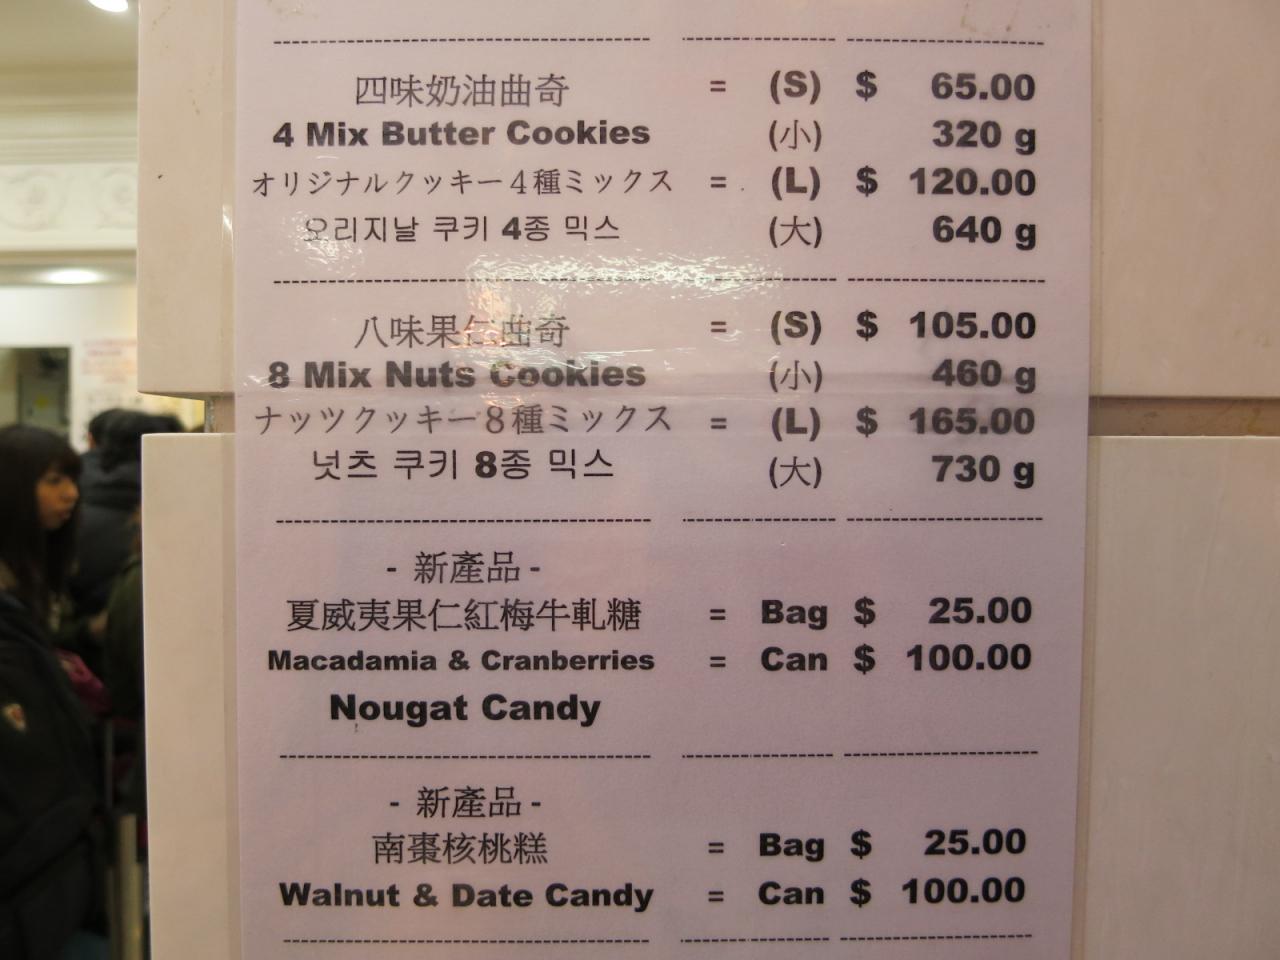 四味奶油曲奇 = (S) $ 65.00
4 Mix Butter Cookies (小) 320 g
オリジナルクッキー4種ミックス = (L) $ 120.00
오리지날 쿠키 4종 믹스 (大) 640 g
八味果仁曲奇 = (S) $ 105.00
8 Mix Nuts Cookies (小) 460 g
ナッツクッキー8種ミックス = (L) $ 165.00
넛츠 쿠키 8종 믹스 (大) 730 g
- 新產品 -
夏威夷果仁紅梅牛軋糖 = Bag $ 25.00
Macadamia & Cranberries = Can $ 100.00
Nougat Candy
- 新產品 -
南棗核桃糕 = Bag $ 25.00
Walnut & Date Candy = Can $ 100.00